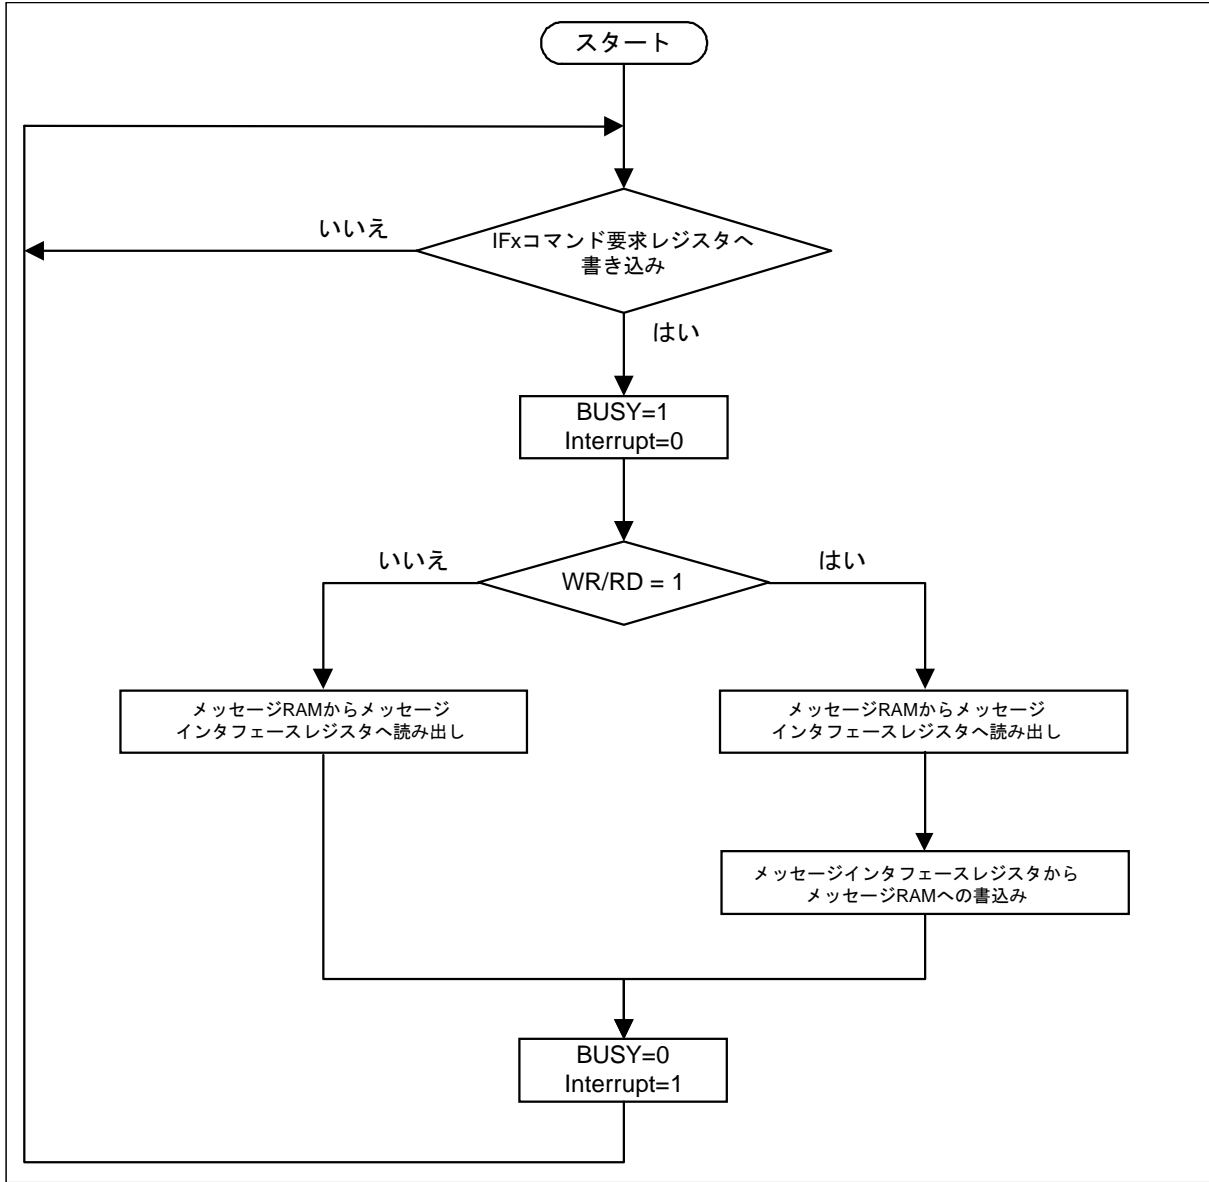 スタート
いいえ
IFxコマンド要求レジスタへ
書き込み
はい
BUSY=1
Interrupt=0
いいえ
WR/RD = 1
はい
メッセージRAMからメッセージ
インタフェースレジスタへ読み出し
メッセージRAMからメッセージ
インタフェースレジスタへ読み出し
メッセージインタフェースレジスタから
メッセージRAMへの書込み
BUSY=0
Interrupt=1